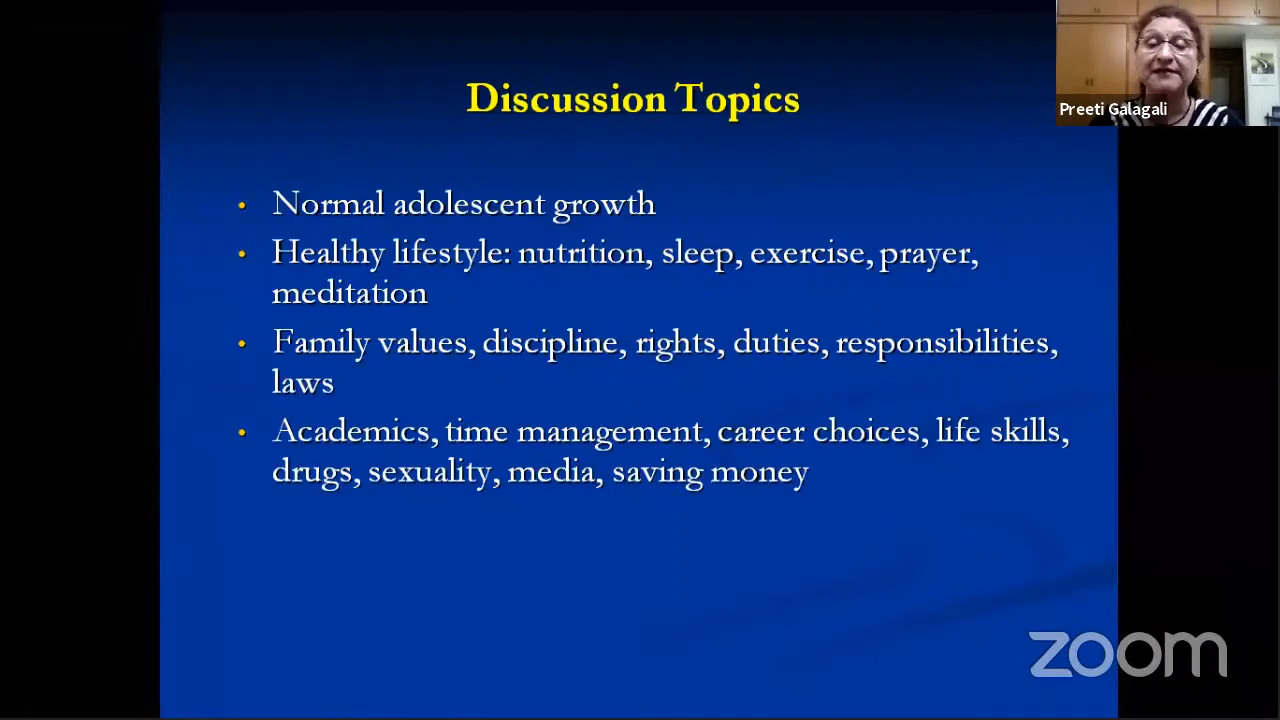 Discussion Topics
Preeti Galagali
• Normal adolescent growth
• Healthy lifestyle: nutrition, sleep, exercise, prayer,
meditation
• Family values, discipline, rights, duties, responsibilities,
laws
• Academics, time management, career choices, life skills,
drugs, sexuality, media, saving money
zoom